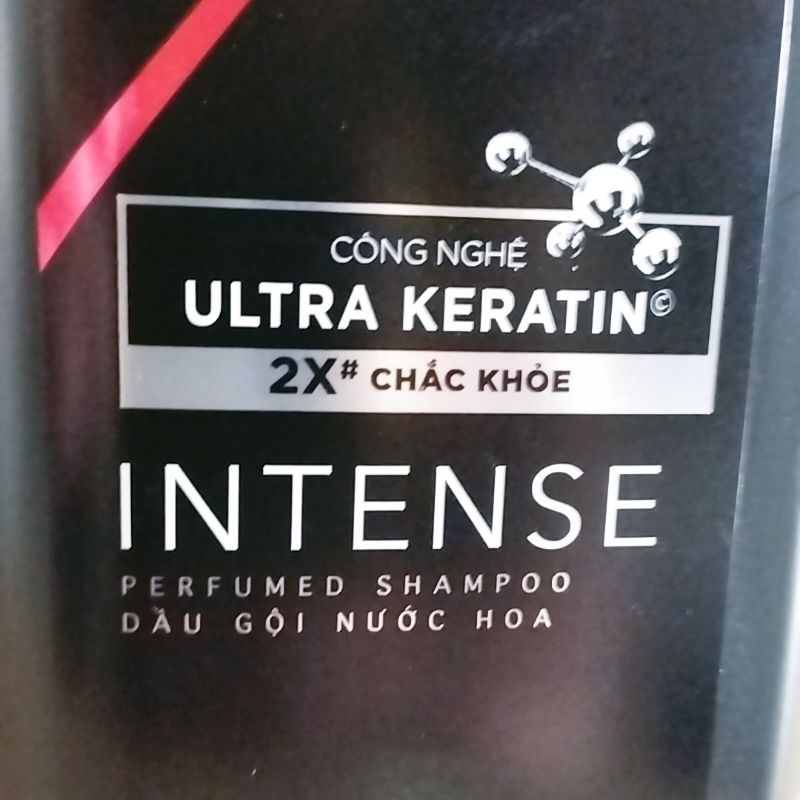 CÔNG NGHỆ
ULTRA KERATIN©
2X# CHẮC KHỎE
INTENSE
PERFUMED SHAMPOO
DẦU GỘI NƯỚC HOA